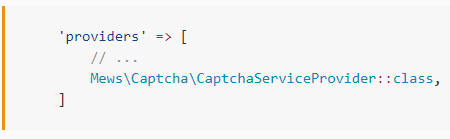 'providers' => [
// ...
Mews\Captcha\CaptchaServiceProvider::class,
]